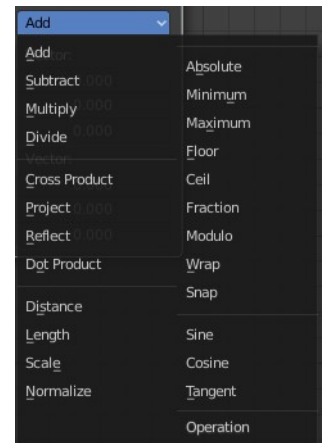 Add
Add
Subtract
Multiply
Divide
Cross Product
Project
Reflect
Dot Product
Distance
Length
Scale
Normalize
Absolute
Minimum
Maximum
Floor
Ceil
Fraction
Modulo
Wrap
Snap
Sine
Cosine
Tangent
Operation